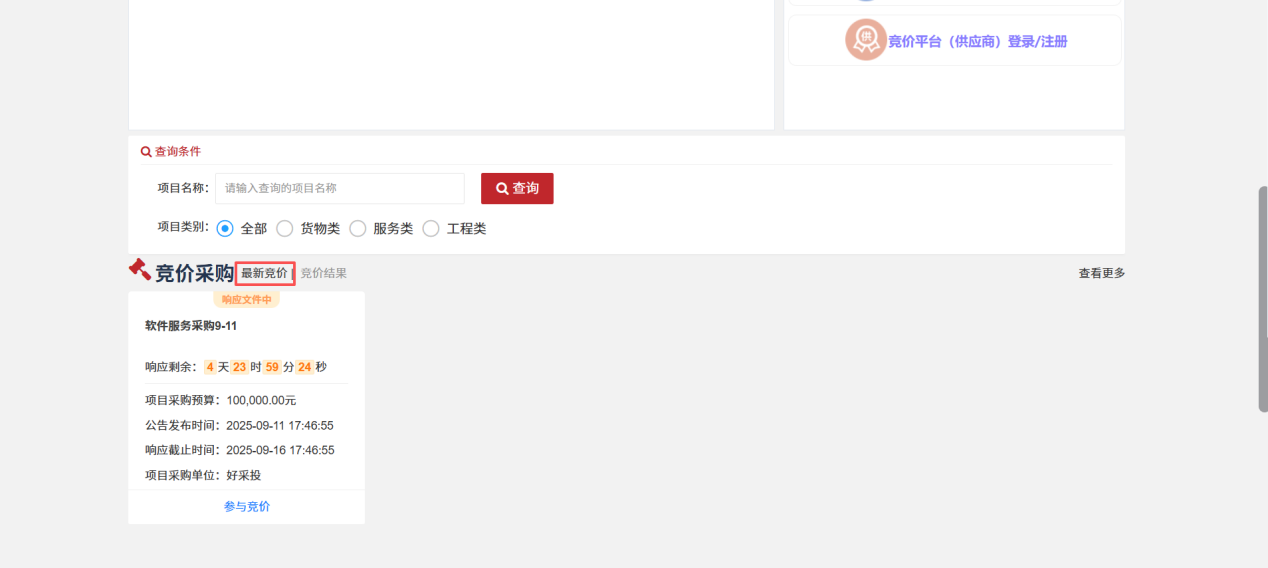 供
竞价平台（供应商）登录/注册
查询条件
项目名称： 请输入查询的项目名称 查询
项目类别： 全部 货物类 服务类 工程类
竞价采购 最新竞价 | 竞价结果 查看更多
响应文件中
软件服务采购9-11
响应剩余： 4 天 23 时 59 分 24 秒
项目采购预算：100,000.00元
公告发布时间：2025-09-11 17:46:55
响应截止时间：2025-09-16 17:46:55
项目采购单位：好采投
参与竞价